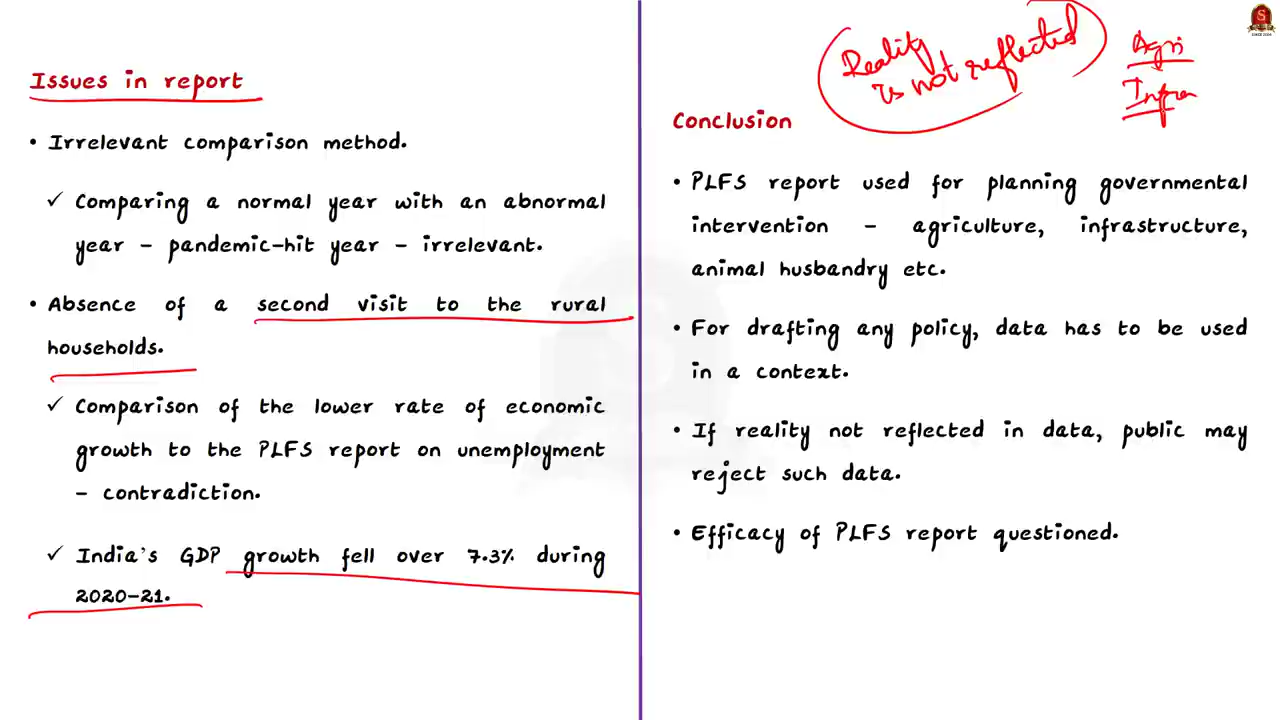 Issues in report
• Irrelevant comparison method.
✓ Comparing a normal year with an abnormal
year – pandemic-hit year – irrelevant.
• Absence of a second visit to the rural
households.
✓ Comparison of the lower rate of economic
growth to the PLFS report on unemployment
– contradiction.
✓ India's GDP growth fell over 7.3% during
2020-21.
Reality
is not reflected
Agri
Infra
Conclusion
• PLFS report used for planning governmental
intervention – agriculture, infrastructure,
animal husbandry etc.
• For drafting any policy, data has to be used
in a context.
• If reality not reflected in data, public may
reject such data.
• Efficacy of PLFS report questioned.